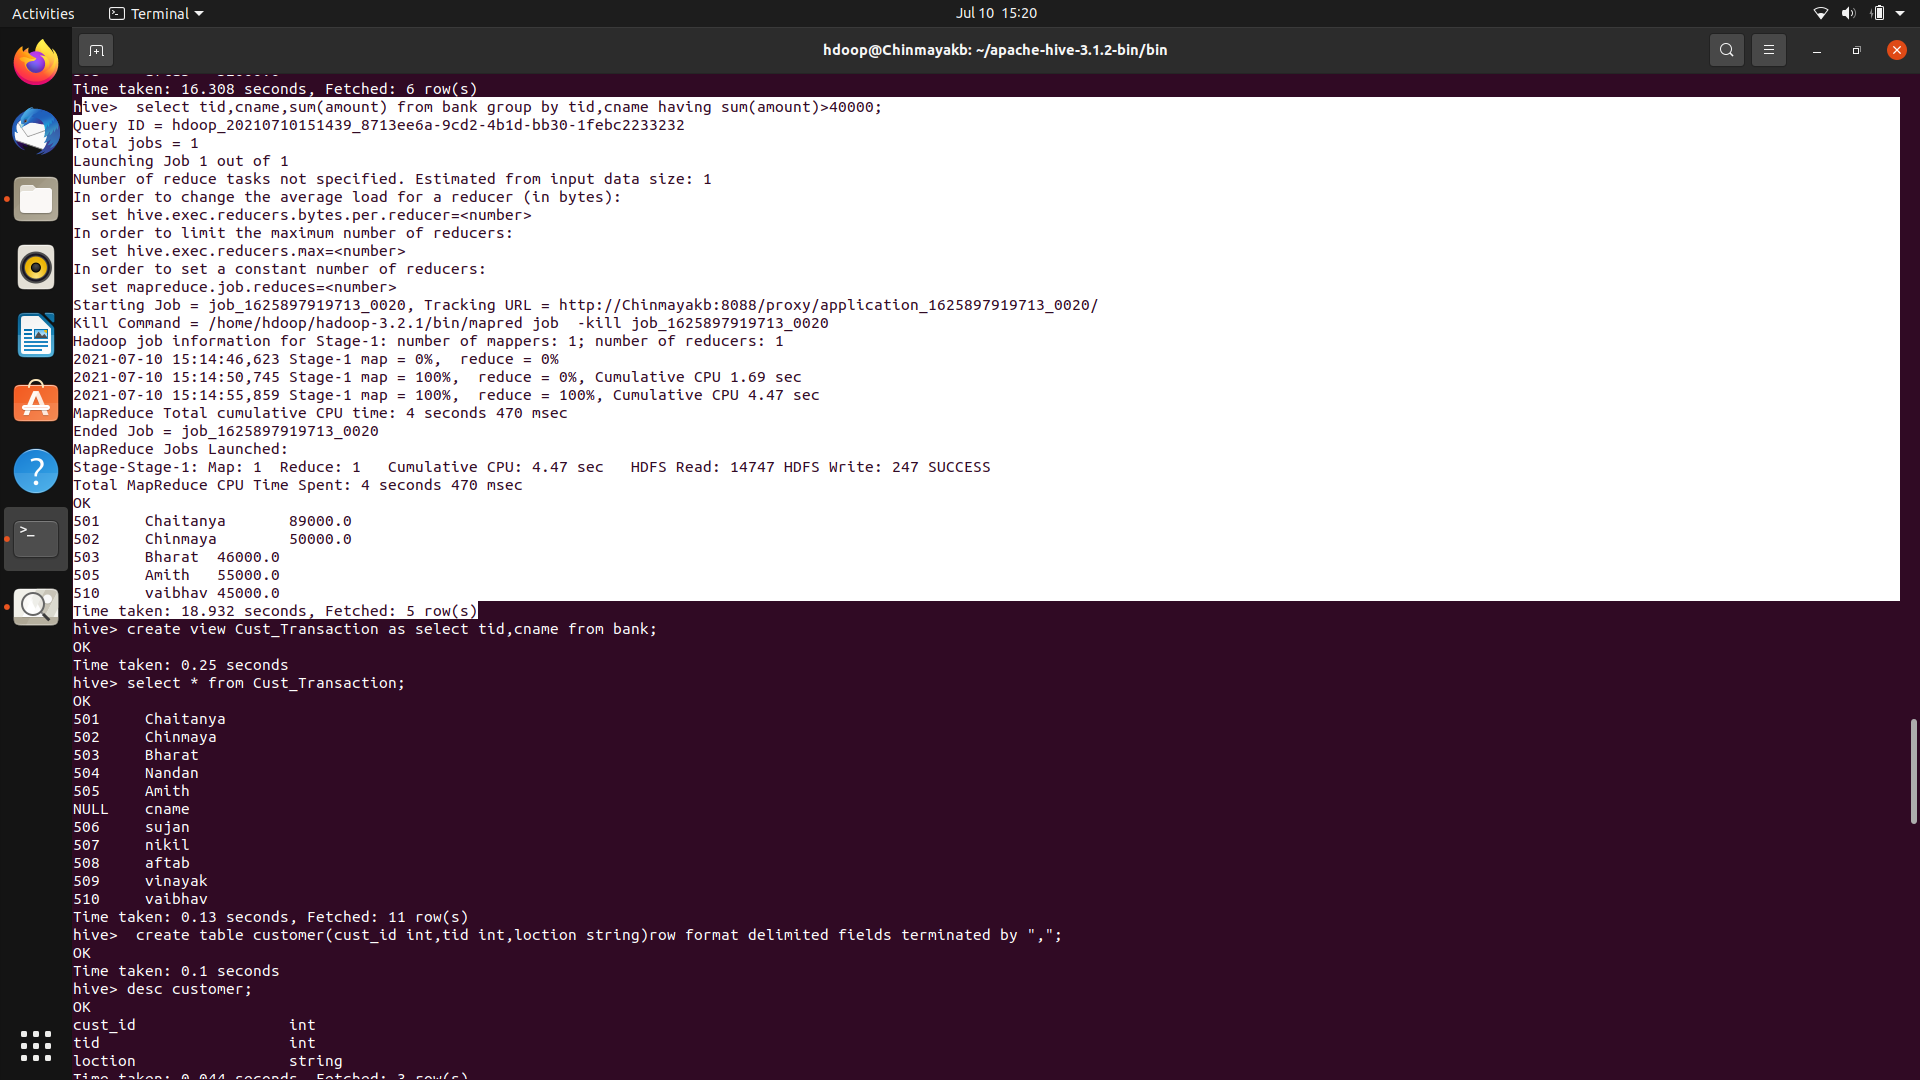 Activities
Terminal
Jul 10 15:20
hdoop@Chinmayakb: ~/apache-hive-3.1.2-bin/bin
Time taken: 16.308 seconds, Fetched: 6 row(s)
hive>  select tid,cname,sum(amount) from bank group by tid,cname having sum(amount)>40000;
Query ID = hdoop_20210710151439_8713ee6a-9cd2-4b1d-bb30-1febc2233232
Total jobs = 1
Launching Job 1 out of 1
Number of reduce tasks not specified. Estimated from input data size: 1
In order to change the average load for a reducer (in bytes):
  set hive.exec.reducers.bytes.per.reducer=<number>
In order to limit the maximum number of reducers:
  set hive.exec.reducers.max=<number>
In order to set a constant number of reducers:
  set mapreduce.job.reduces=<number>
Starting Job = job_1625897919713_0020, Tracking URL = http://Chinmayakb:8088/proxy/application_1625897919713_0020/
Kill Command = /home/hdoop/hadoop-3.2.1/bin/mapred job  -kill job_1625897919713_0020
Hadoop job information for Stage-1: number of mappers: 1; number of reducers: 1
2021-07-10 15:14:46,623 Stage-1 map = 0%,  reduce = 0%
2021-07-10 15:14:50,745 Stage-1 map = 100%,  reduce = 0%, Cumulative CPU 1.69 sec
2021-07-10 15:14:55,859 Stage-1 map = 100%,  reduce = 100%, Cumulative CPU 4.47 sec
MapReduce Total cumulative CPU time: 4 seconds 470 msec
Ended Job = job_1625897919713_0020
MapReduce Jobs Launched:
Stage-Stage-1: Map: 1  Reduce: 1   Cumulative CPU: 4.47 sec   HDFS Read: 14747 HDFS Write: 247 SUCCESS
Total MapReduce CPU Time Spent: 4 seconds 470 msec
OK
501     Chaitanya       89000.0
502     Chinmaya        50000.0
503     Bharat  46000.0
505     Amith   55000.0
510     vaibhav 45000.0
Time taken: 18.932 seconds, Fetched: 5 row(s)
hive> create view Cust_Transaction as select tid,cname from bank;
OK
Time taken: 0.25 seconds
hive> select * from Cust_Transaction;
OK
501     Chaitanya
502     Chinmaya
503     Bharat
504     Nandan
505     Amith
NULL    cname
506     sujan
507     nikil
508     aftab
509     vinayak
510     vaibhav
Time taken: 0.13 seconds, Fetched: 11 row(s)
hive>  create table customer(cust_id int,tid int,loction string)row format delimited fields terminated by ",";
OK
Time taken: 0.1 seconds
hive> desc customer;
OK
cust_id                 int
tid                     int
loction                 string
Time taken: 0.044 seconds, Fetched: 3 row(s)